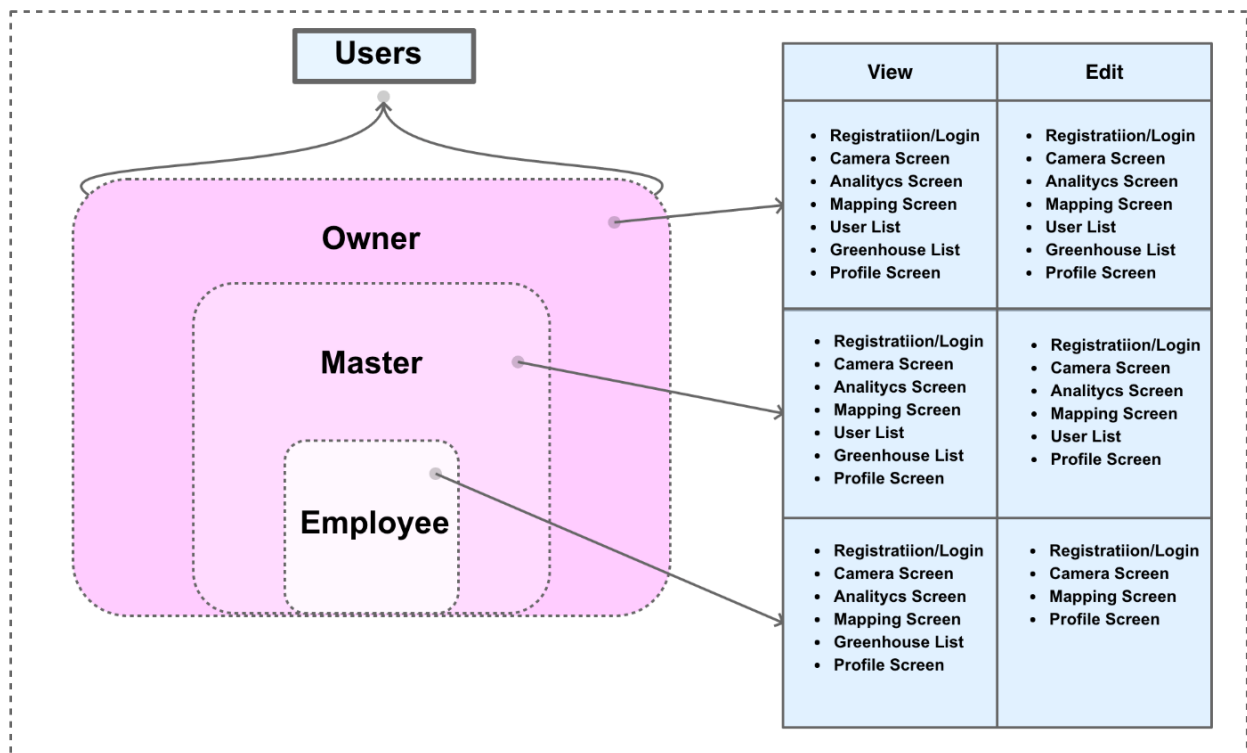 Users
Owner
Master
Employee
View
Edit
• Registratiion/Login
• Camera Screen
• Analitycs Screen
• Mapping Screen
• User List
• Greenhouse List
• Profile Screen
• Registratiion/Login
• Camera Screen
• Analitycs Screen
• Mapping Screen
• User List
• Greenhouse List
• Profile Screen
• Registratiion/Login
• Camera Screen
• Analitycs Screen
• Mapping Screen
• User List
• Greenhouse List
• Profile Screen
• Registratiion/Login
• Camera Screen
• Analitycs Screen
• Mapping Screen
• User List
• Profile Screen
• Registratiion/Login
• Camera Screen
• Analitycs Screen
• Mapping Screen
• Greenhouse List
• Profile Screen
• Registratiion/Login
• Camera Screen
• Mapping Screen
• Profile Screen